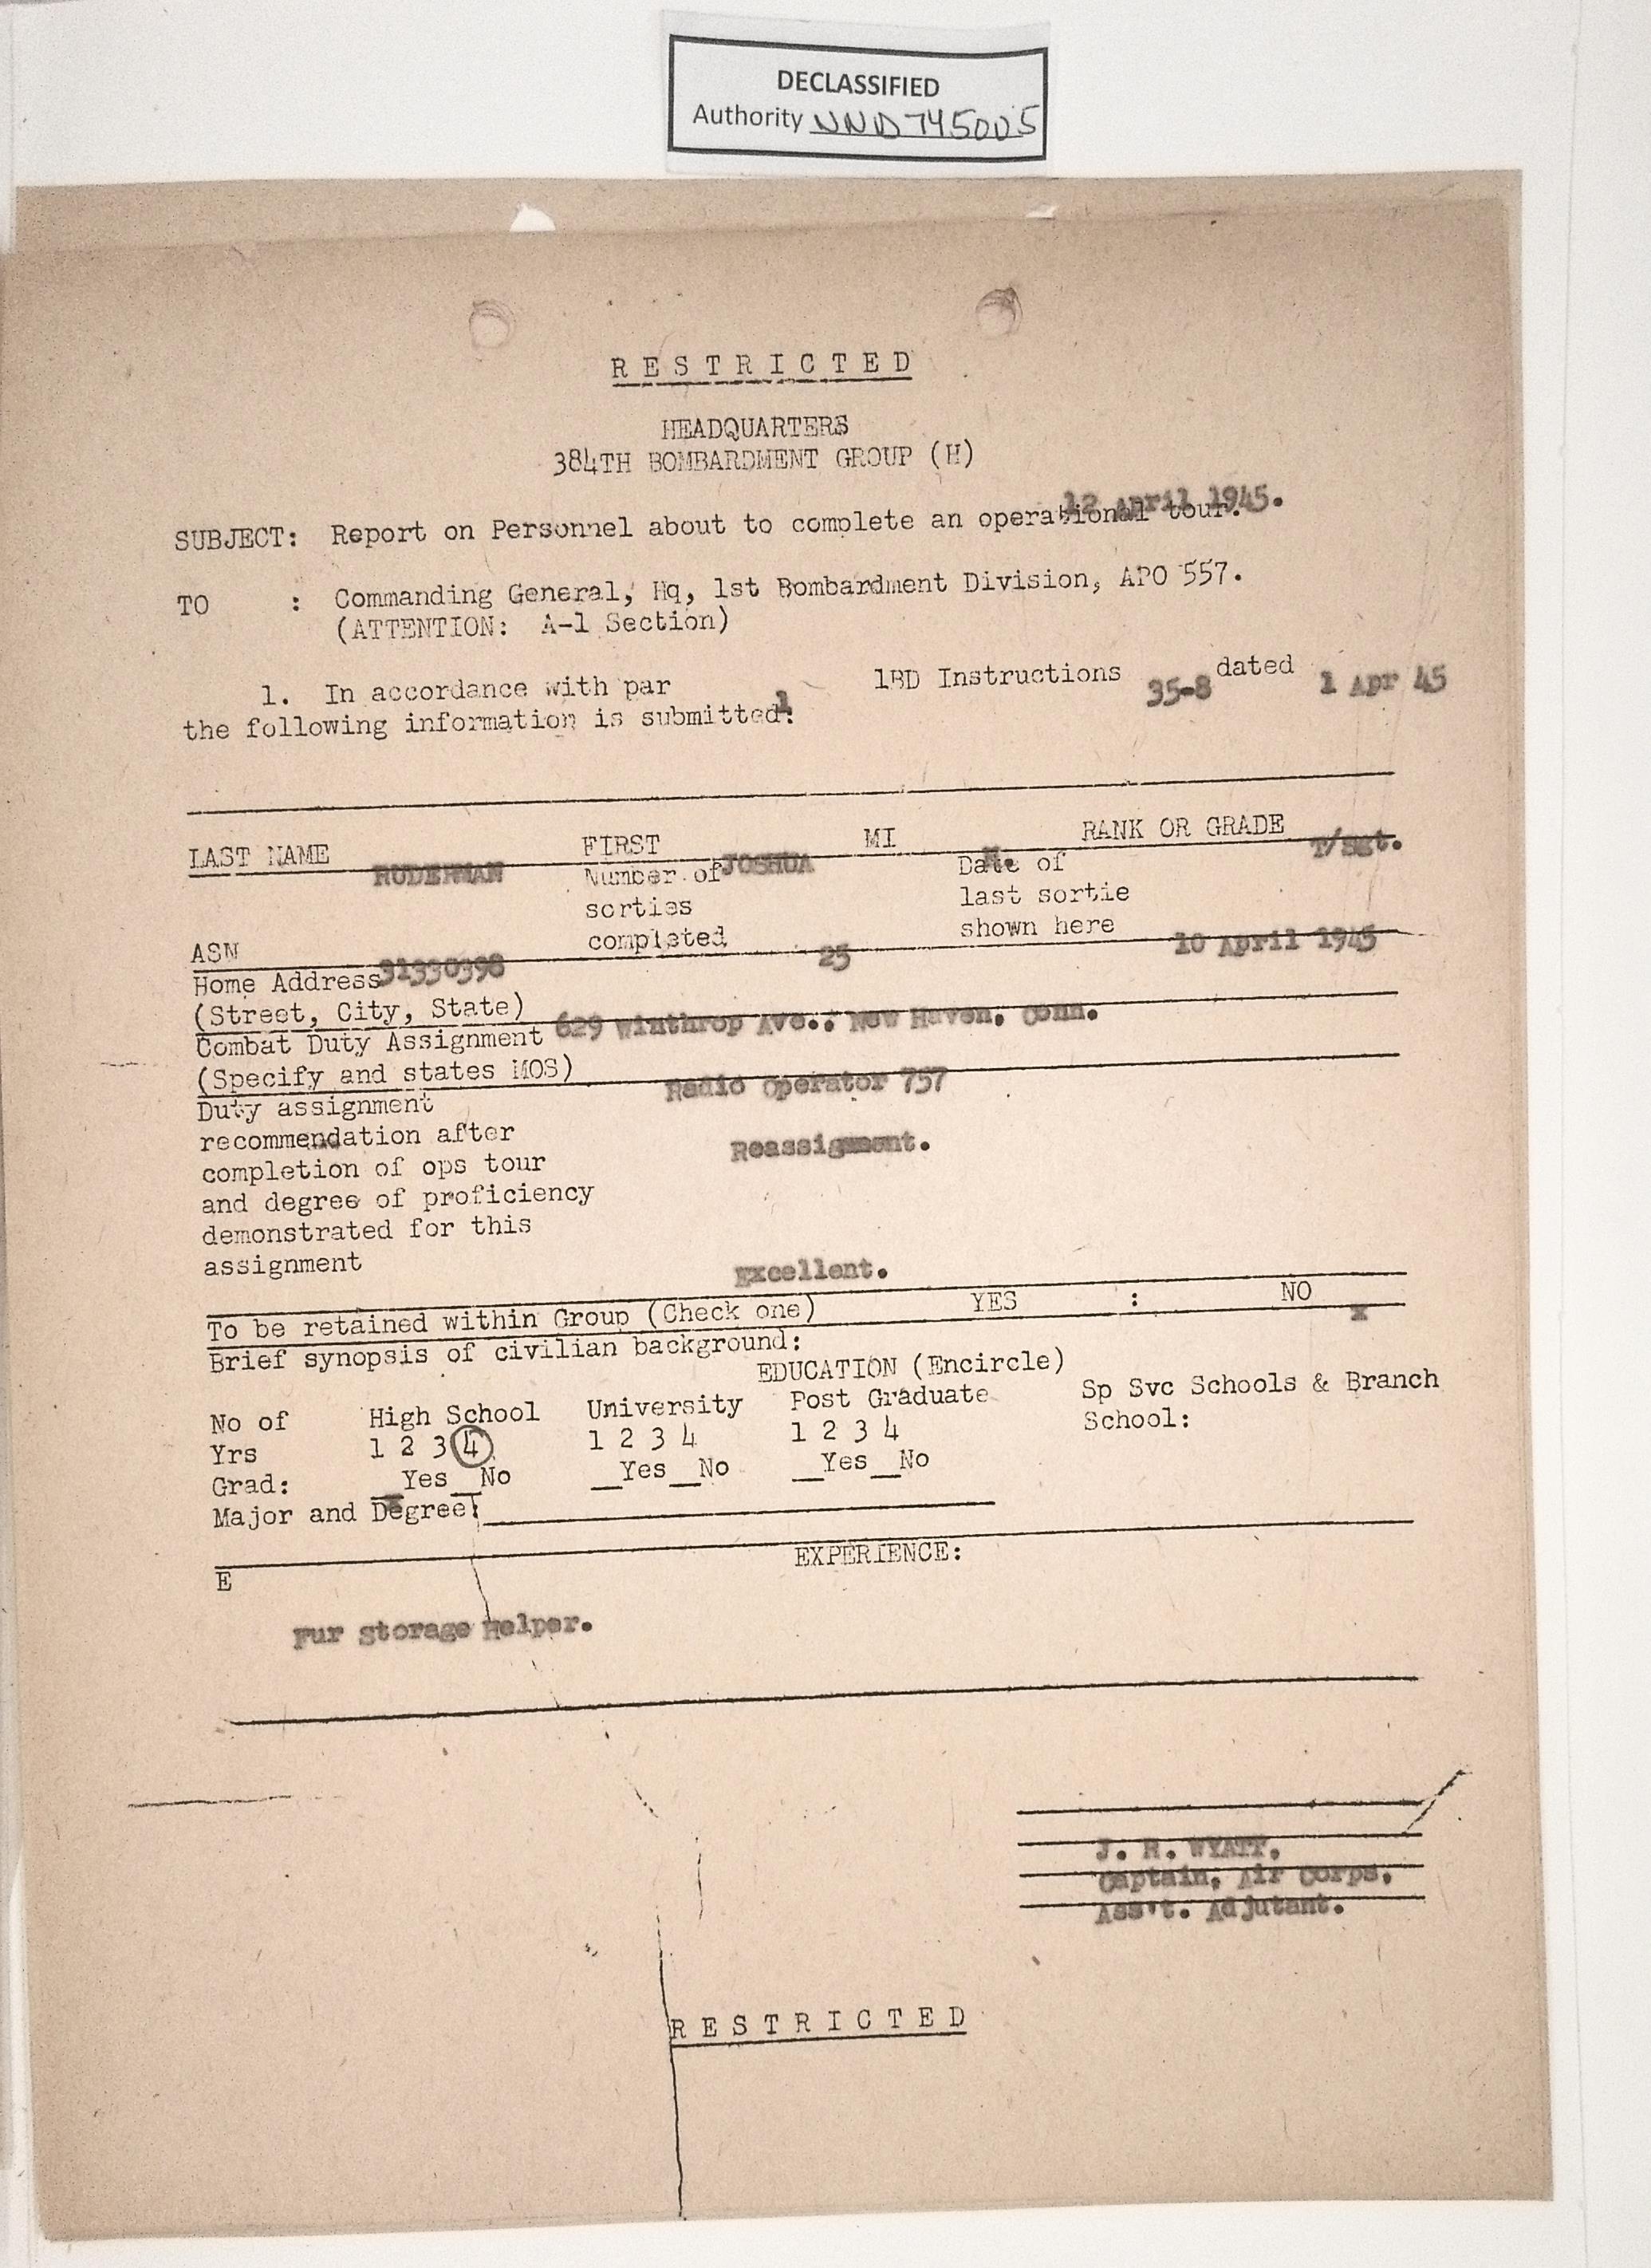 DECLASSIFIED
Authority NND 745005
RESTRICTED
HEADQUARTERS
384TH BOMBARDMENT GROUP (H)
12 April 1945.
SUBJECT: Report on Personnel about to complete an operational tour.
TO : Commanding General, Hq, 1st Bombardment Division, APO 557.
(ATTENTION: A-1 Section)
1. In accordance with par 1 1BD Instructions 35-8 dated 1 Apr 45
the following information is submitted:
LAST NAME RUDERMAN FIRST JOSHUA MI RANK OR GRADE T/Sgt.
Number of Date of
sorties last sortie
completed 25 shown here 10 April 1945
ASN 31330398
Home Address
(Street, City, State) 629 Winthrop Ave., New Haven, Conn.
Combat Duty Assignment
(Specify and states MOS) Radio Operator 757
Duty assignment
recommendation after Reassignment.
completion of ops tour
and degree of proficiency
demonstrated for this
assignment Excellent.
To be retained within Group (Check one) YES : NO x
Brief synopsis of civilian background:
EDUCATION (Encircle)
No of High School University Post Graduate Sp Svc Schools & Branch
Yrs 1 2 3 4 1 2 3 4 1 2 3 4 School:
Grad: __Yes__No __Yes__No __Yes__No
Major and Degree:
EXPERIENCE:
E
Fur Storage Helper.
J. R. WYATT,
Captain, Air Corps,
Ass't. Adjutant.
RESTRICTED